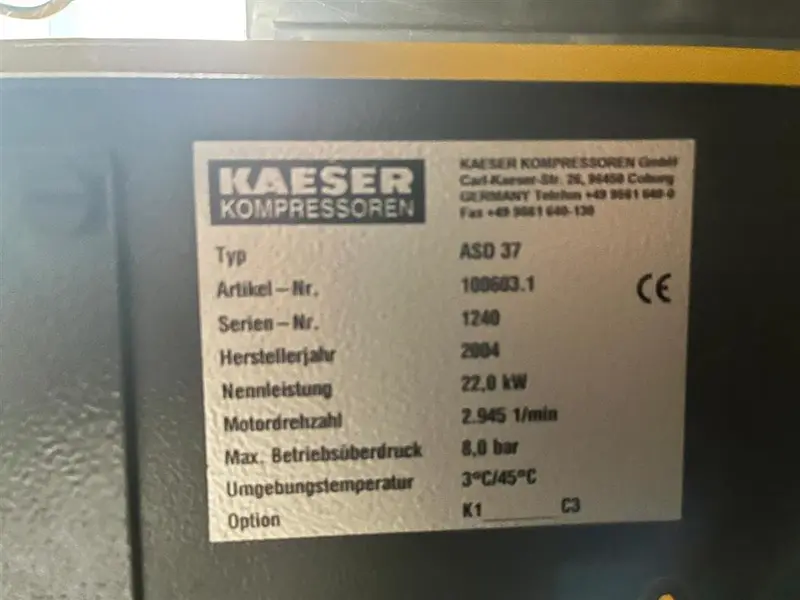 KAESER
KOMPRESSOREN
KAESER KOMPRESSOREN GmbH
Carl-Kaeser-Str. 26, 96450 Coburg
GERMANY Telefon +49 9561 640-0
Fax +49 9561 640-130
Typ ASD 37
Artikel-Nr. 100603.1
CE
Serien-Nr. 1240
Herstellerjahr 2004
Nennleistung 22,0 kW
Motordrehzahl 2.945 1/min
Max. Betriebsüberdruck 8,0 bar
Umgebungstemperatur 3°C/45°C
Option K1________C3